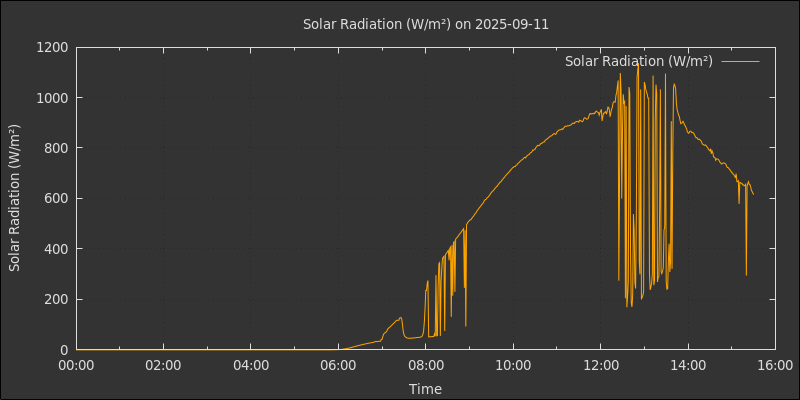 Solar Radiation (W/m²) on 2025-09-11
Solar Radiation (W/m²)
1200
1000
800
600
400
200
0
Solar Radiation (W/m²)
00:00 02:00 04:00 06:00 08:00 10:00 12:00 14:00 16:00
Time